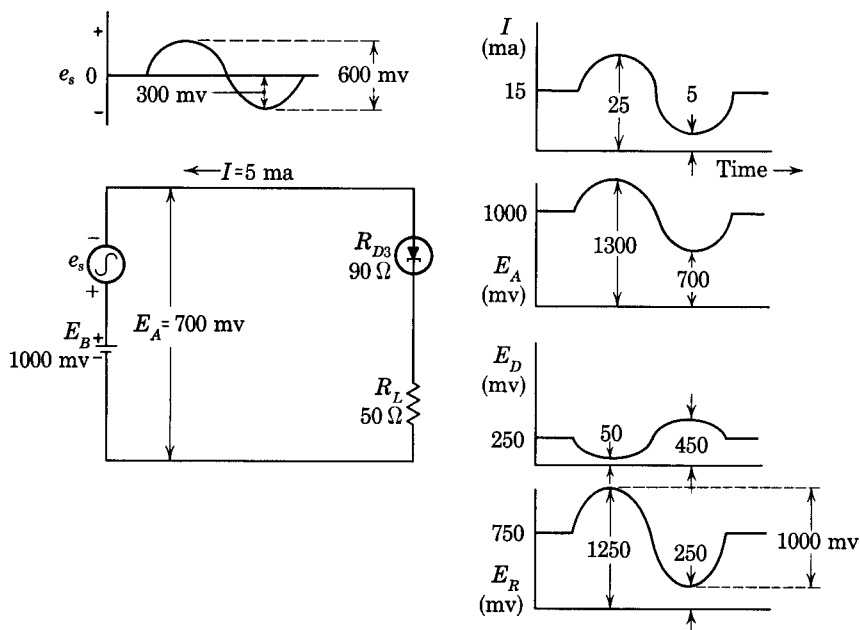 +
e_s 0
−
300 mv
600 mv
←I = 5 ma
−
e_s
+
E_B +
1000 mv −
E_A = 700 mv
R_D3
90 Ω
R_L
50 Ω
I
(ma)
15
25
5
Time →
1000
E_A
(mv)
1300
700
E_D
(mv)
250
50
450
750
E_R
(mv)
1250
250
1000 mv